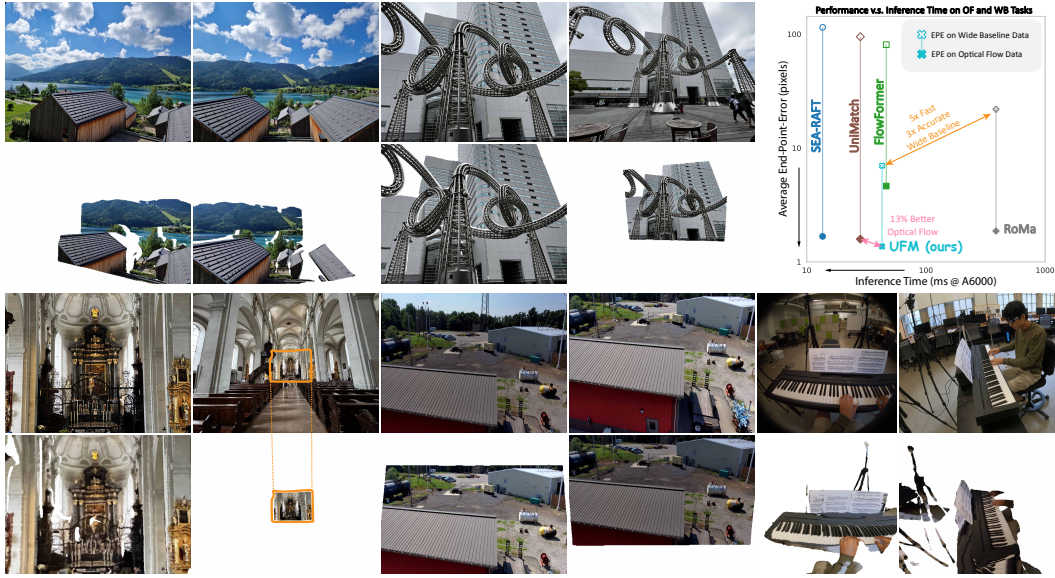 Performance v.s. Inference Time on OF and WB Tasks
EPE on Wide Baseline Data
EPE on Optical Flow Data
Average End-Point-Error (pixels)
100
10
1
SEA-RAFT
UniMatch
FlowFormer
5x Fast
3x Accurate
Wide Baseline
13% Better
Optical Flow
UFM (ours)
RoMa
10
100
1000
Inference Time (ms @ A6000)